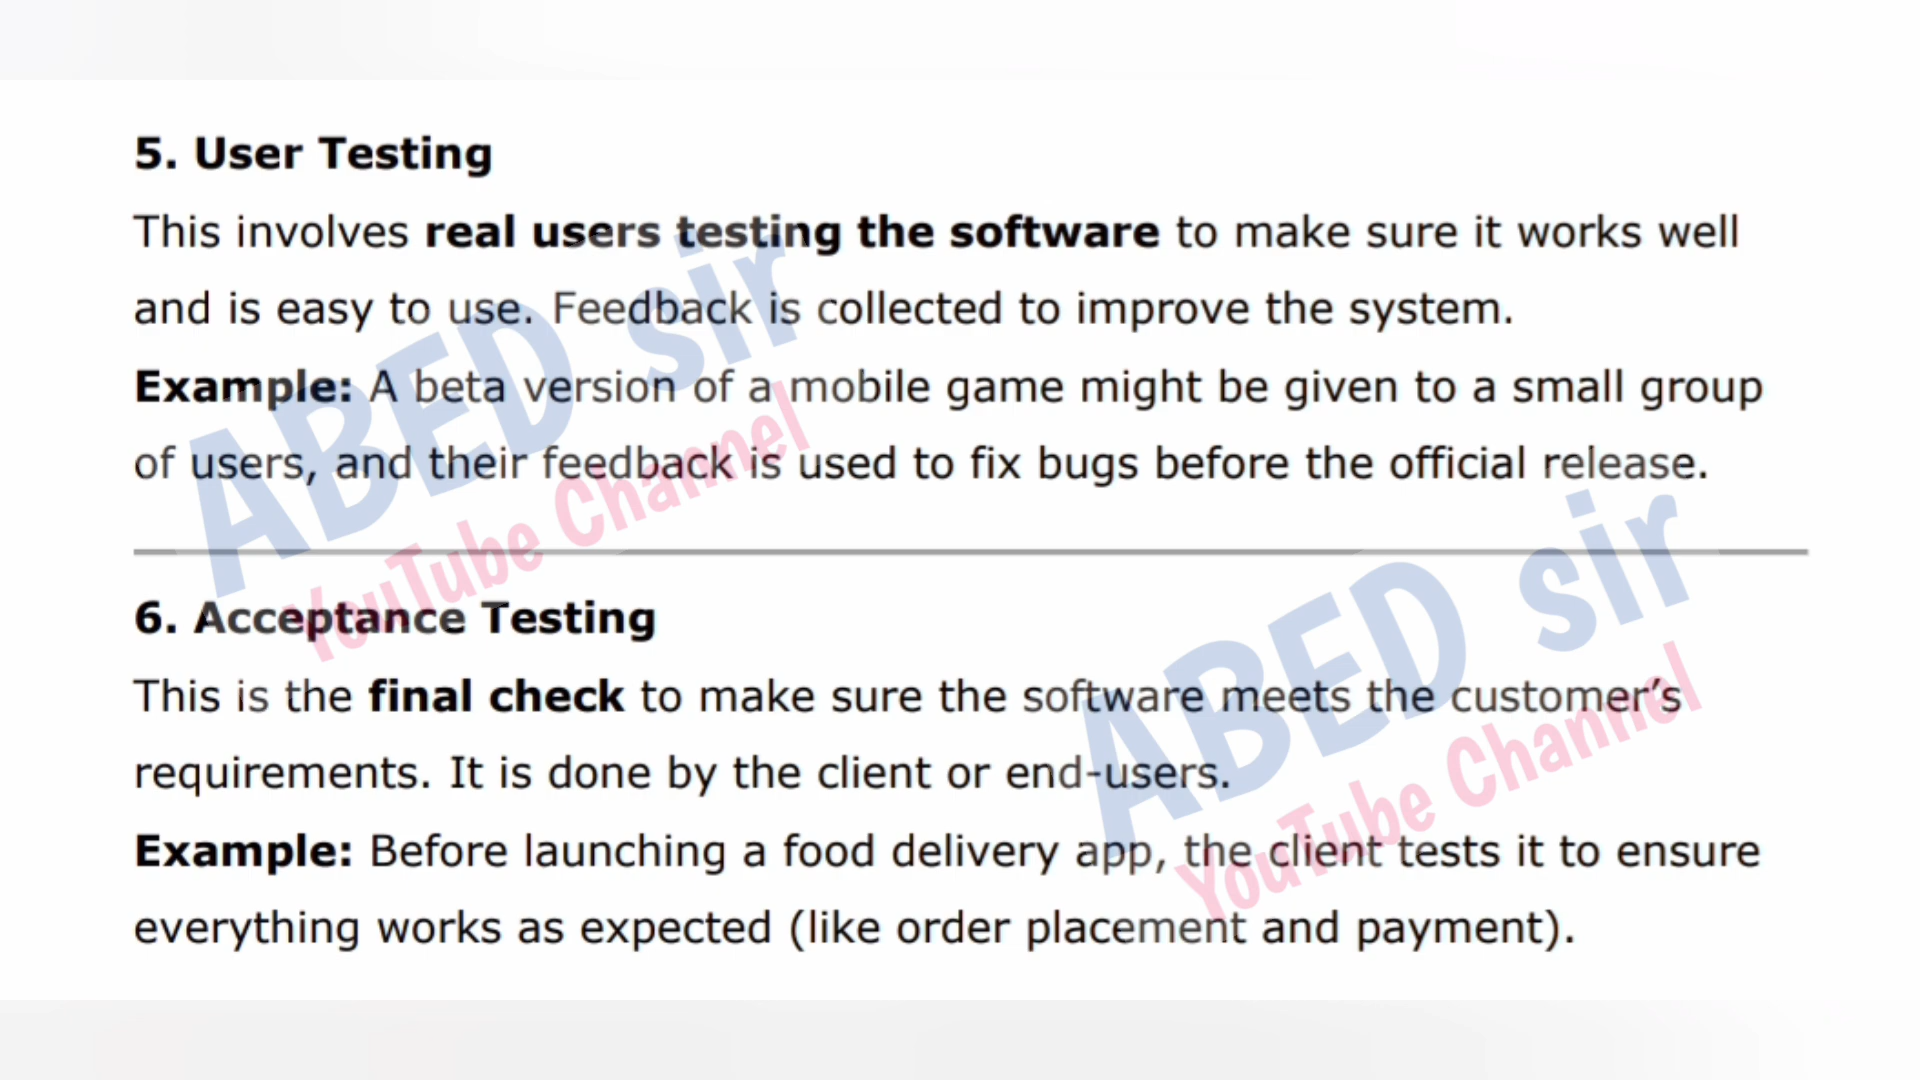 5. User Testing
This involves real users testing the software to make sure it works well
and is easy to use. Feedback is collected to improve the system.
Example: A beta version of a mobile game might be given to a small group
of users, and their feedback is used to fix bugs before the official release.
ABED sir
YouTube Channel
6. Acceptance Testing
This is the final check to make sure the software meets the customer’s
requirements. It is done by the client or end-users.
Example: Before launching a food delivery app, the client tests it to ensure
everything works as expected (like order placement and payment).
ABED sir
YouTube Channel